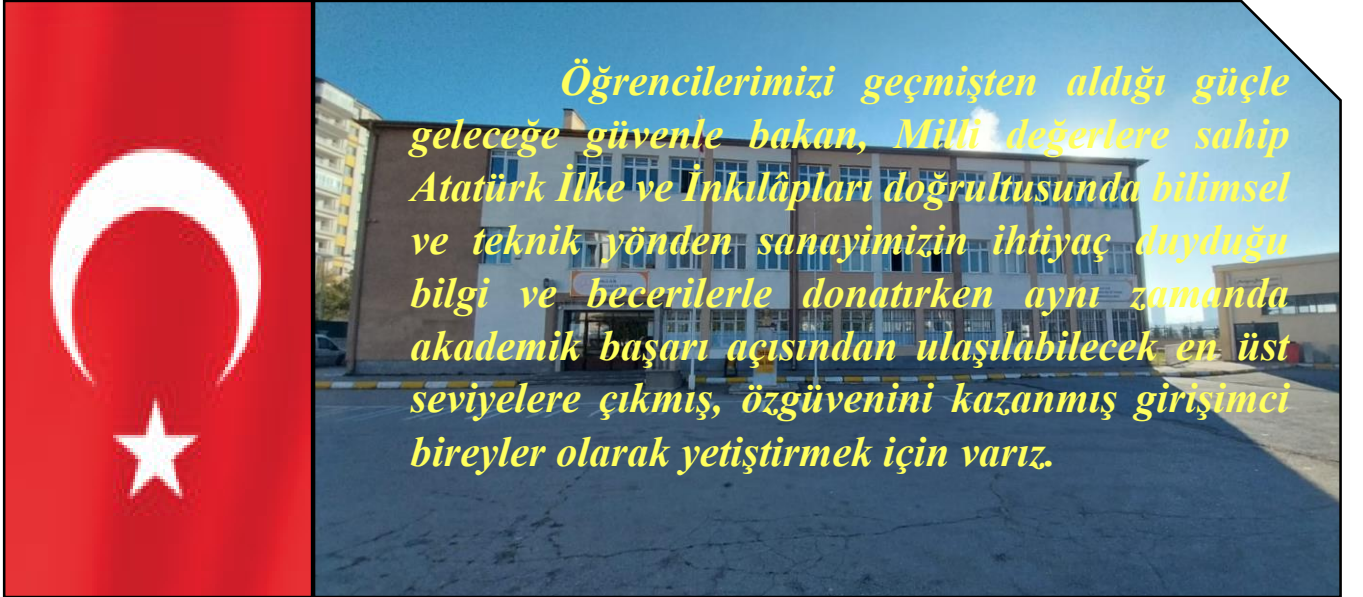 Öğrencilerimizi geçmişten aldığı güçle
geleceğe güvenle bakan, Milli değerlere sahip
Atatürk İlke ve İnkılâpları doğrultusunda bilimsel
ve teknik yönden sanayimizin ihtiyaç duyduğu
bilgi ve becerilerle donatırken aynı zamanda
akademik başarı açısından ulaşılabilecek en üst
seviyelere çıkmış, özgüvenini kazanmış girişimci
bireyler olarak yetiştirmek için varız.